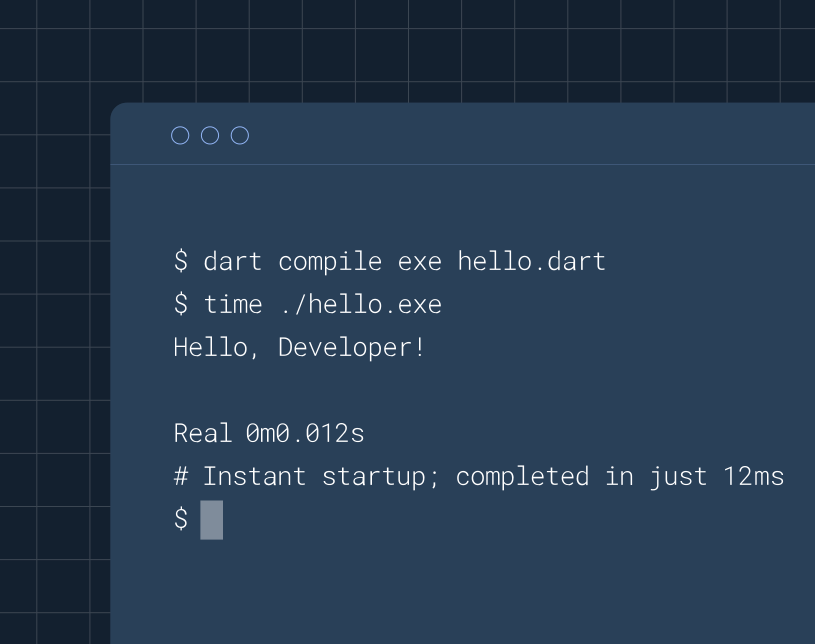 $ dart compile exe hello.dart
$ time ./hello.exe
Hello, Developer!
Real 0m0.012s
# Instant startup; completed in just 12ms
$